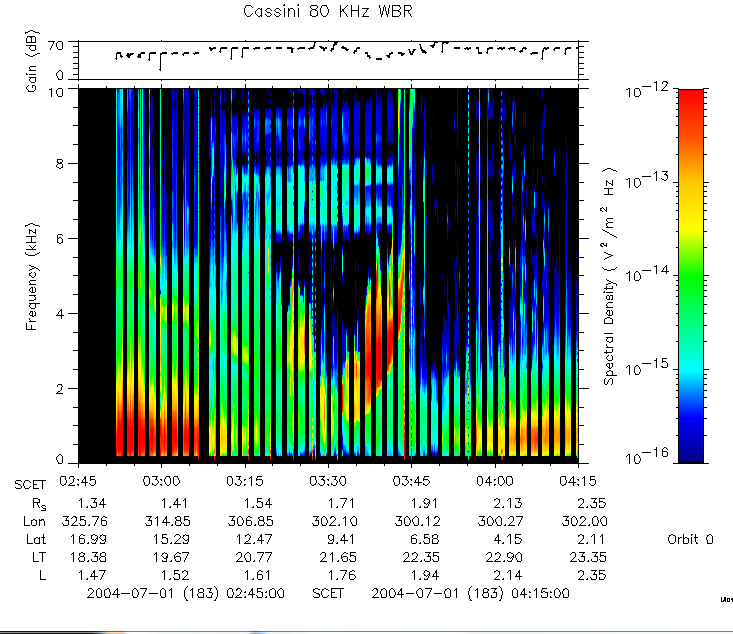 Cassini 80 KHz WBR
Gain (dB)
70
0
Frequency (kHz)
10
8
6
4
2
0
Spectral Density ( V² /m² Hz )
10−12
10−13
10−14
10−15
10−16
SCET 02:45 03:00 03:15 03:30 03:45 04:00 04:15
Rs 1.34 1.41 1.54 1.71 1.91 2.13 2.35
Lon 325.76 314.85 306.85 302.10 300.12 300.27 302.00
Lat 16.99 15.29 12.47 9.41 6.58 4.15 2.11
LT 18.38 19.67 20.77 21.65 22.35 22.90 23.35
L 1.47 1.52 1.61 1.76 1.94 2.14 2.35
Orbit 0
2004−07−01 (183) 02:45:00 SCET 2004−07−01 (183) 04:15:00